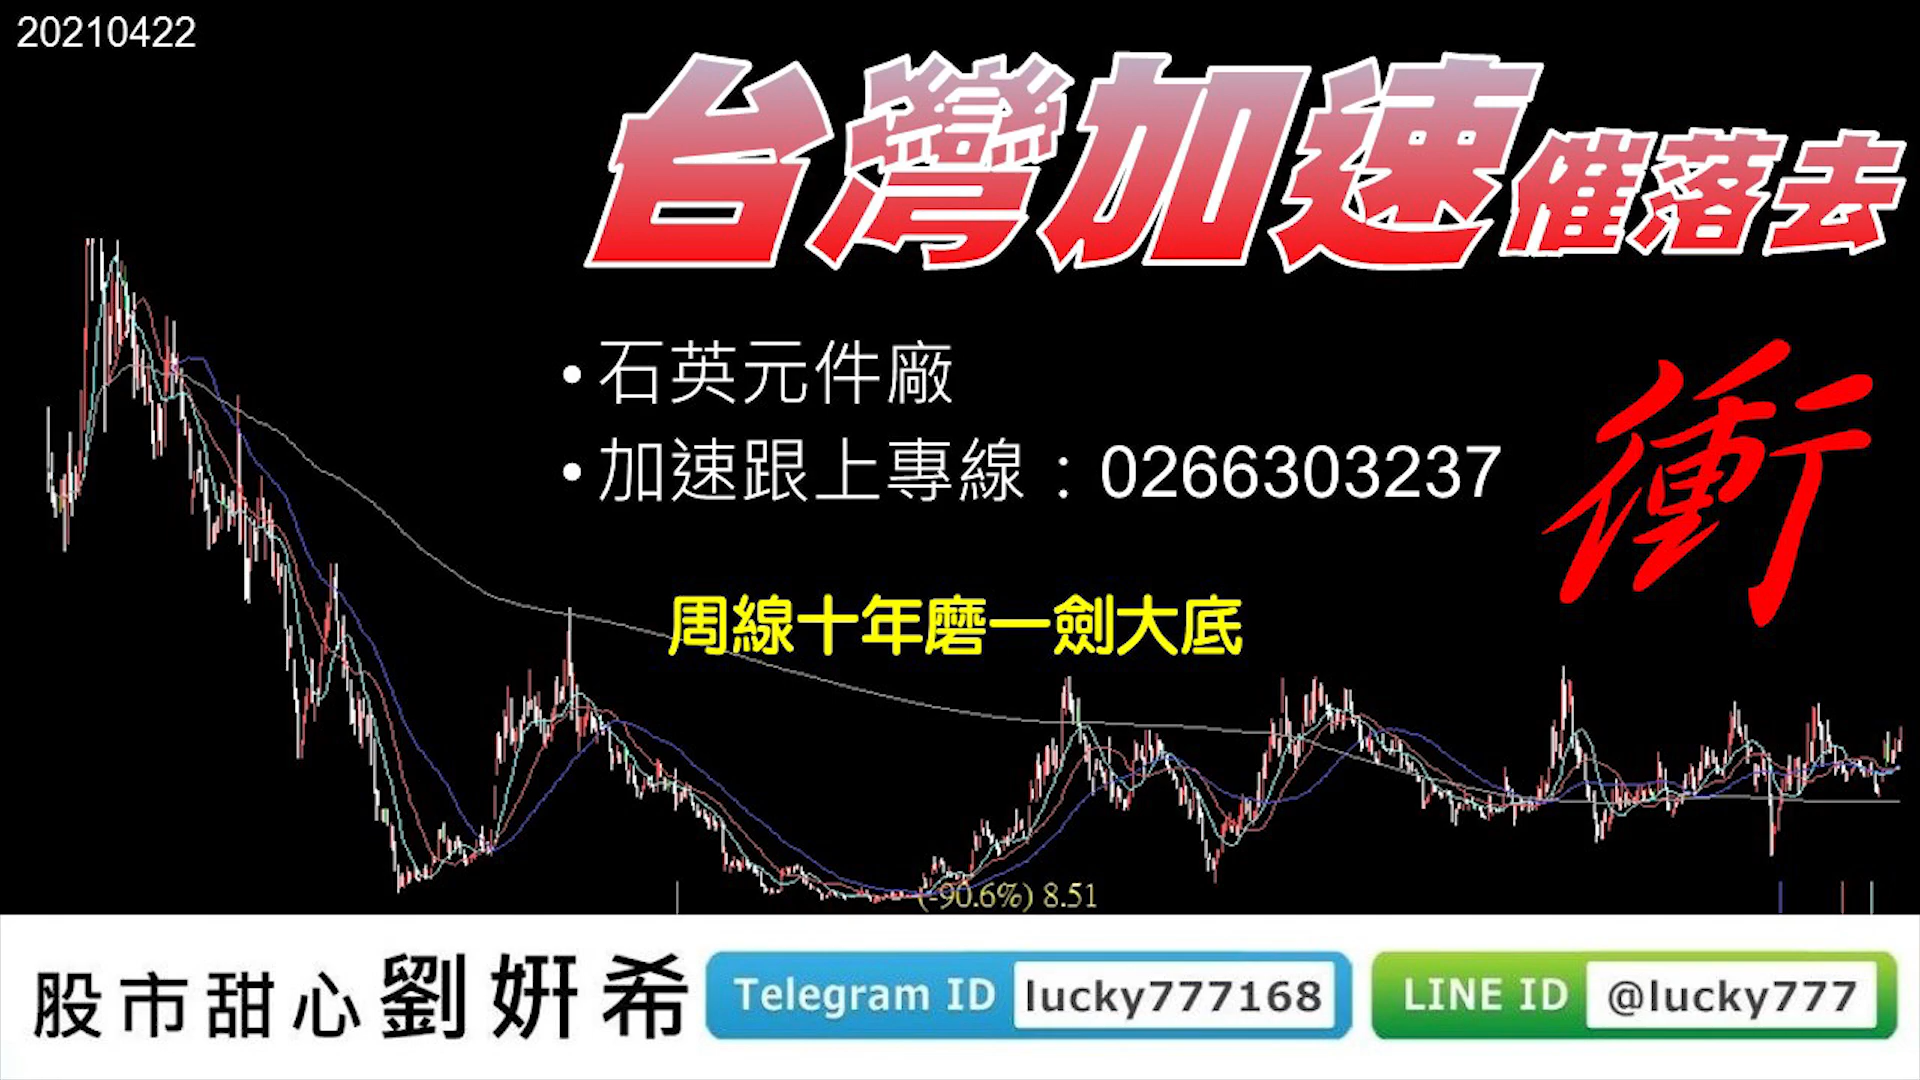 20210422
台灣加速催落去
•石英元件廠
•加速跟上專線：0266303237
衝
周線十年磨一劍大底
(-90.6%) 8.51
股市甜心劉妍希 Telegram ID lucky777168 LINE ID @lucky777